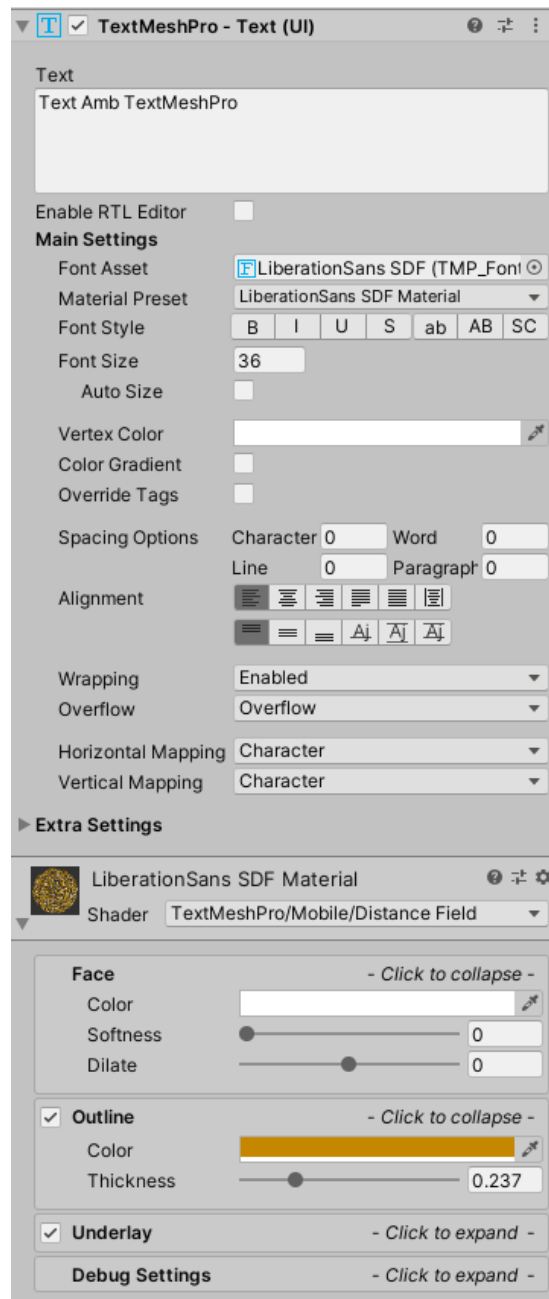 TextMeshPro - Text (UI)
Text
Text Amb TextMeshPro
Enable RTL Editor
Main Settings
Font Asset LiberationSans SDF (TMP_Font
Material Preset LiberationSans SDF Material
Font Style B I U S ab AB SC
Font Size 36
Auto Size
Vertex Color
Color Gradient
Override Tags
Spacing Options Character 0 Word 0
Line 0 Paragraph 0
Alignment
Wrapping Enabled
Overflow Overflow
Horizontal Mapping Character
Vertical Mapping Character
Extra Settings
LiberationSans SDF Material
Shader TextMeshPro/Mobile/Distance Field
Face - Click to collapse -
Color
Softness 0
Dilate 0
Outline - Click to collapse -
Color
Thickness 0.237
Underlay - Click to expand -
Debug Settings - Click to expand -